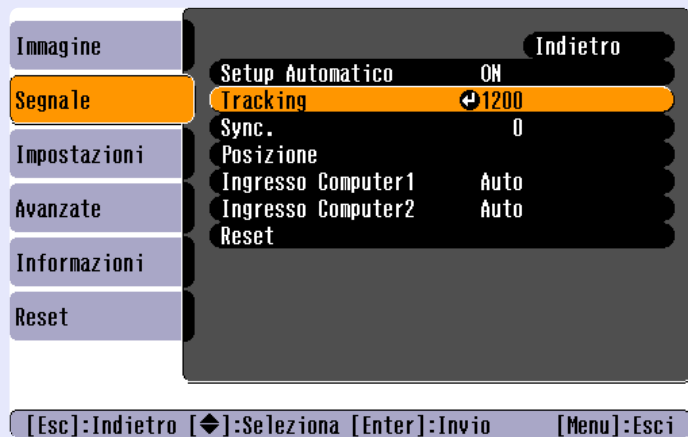 Immagine
Segnale
Impostazioni
Avanzate
Informazioni
Reset
Indietro
Setup Automatico ON
Tracking 1200
Sync. 0
Posizione
Ingresso Computer1 Auto
Ingresso Computer2 Auto
Reset
[Esc]:Indietro [◆]:Seleziona [Enter]:Invio [Menu]:Esci